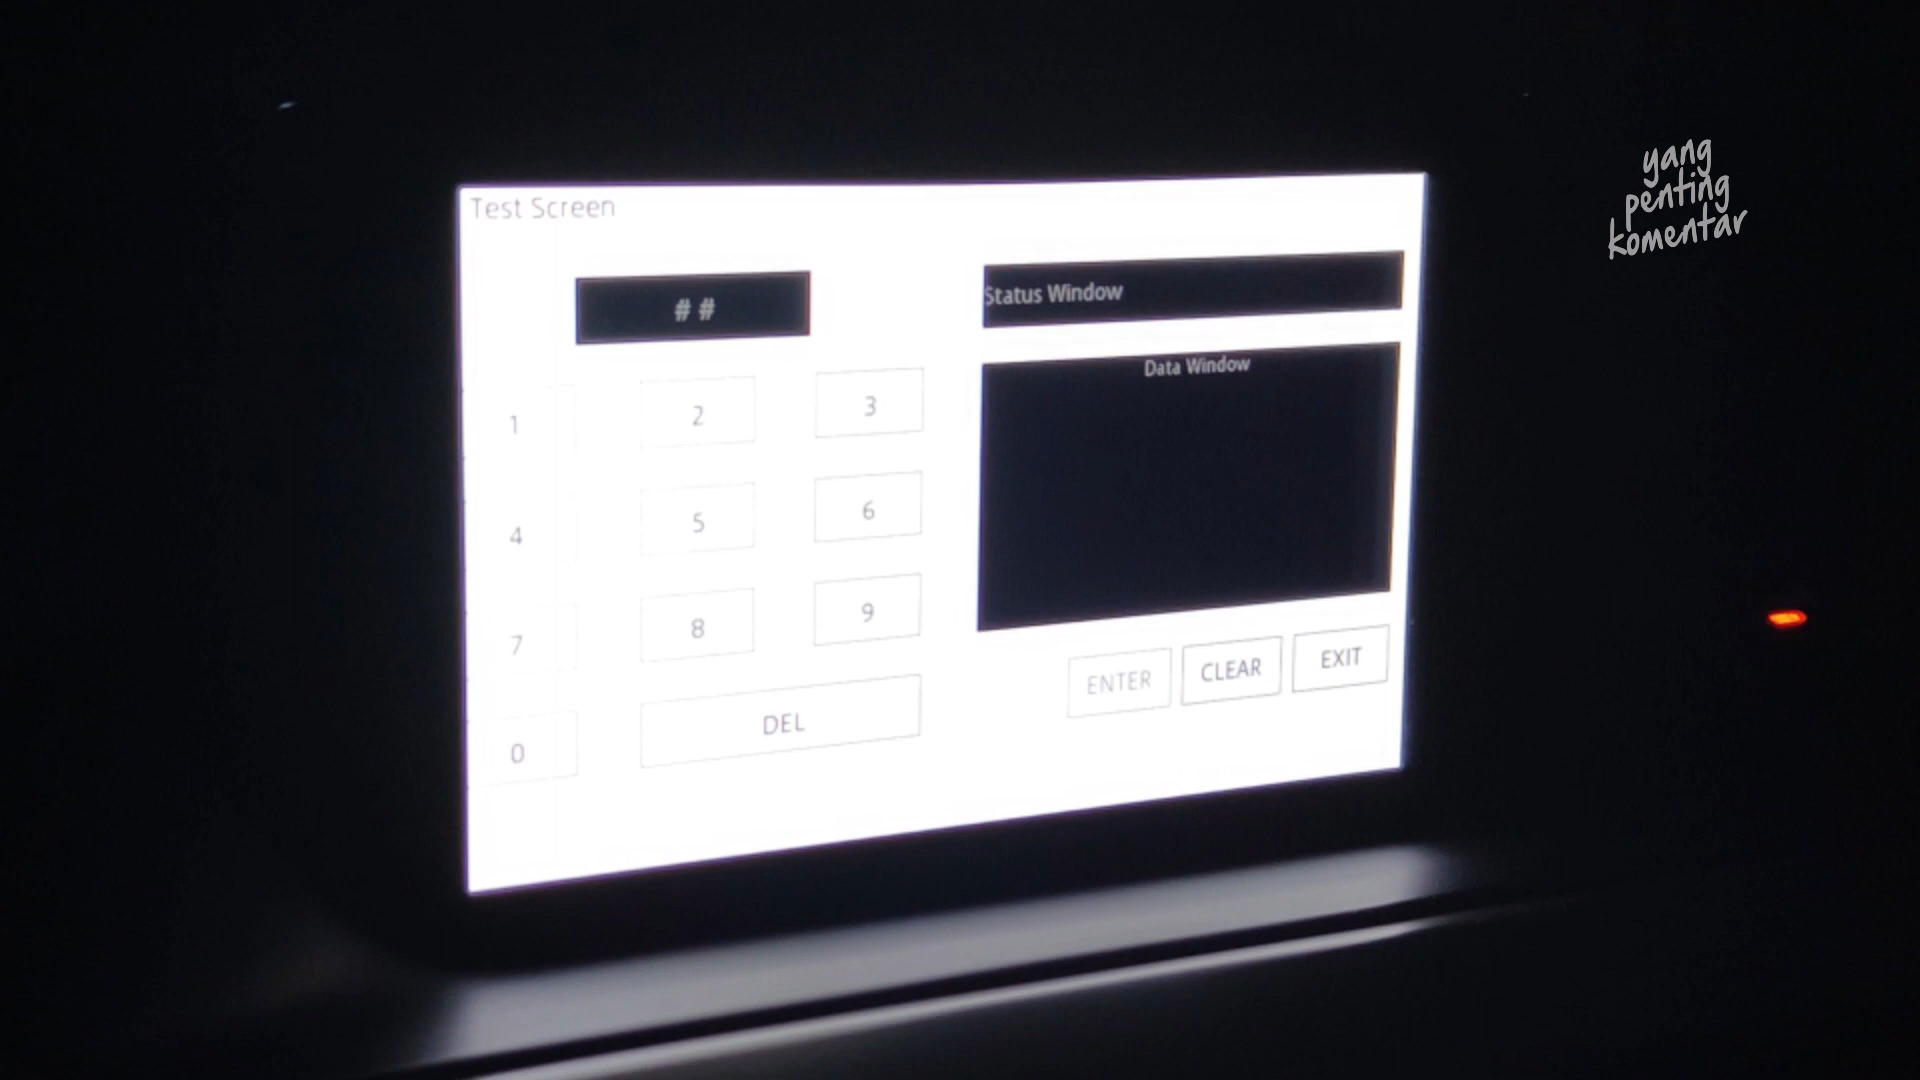 Test Screen
# #
Status Window
Data Window
1 2 3
4 5 6
7 8 9
0 DEL
ENTER CLEAR EXIT
yang
penting
komentar